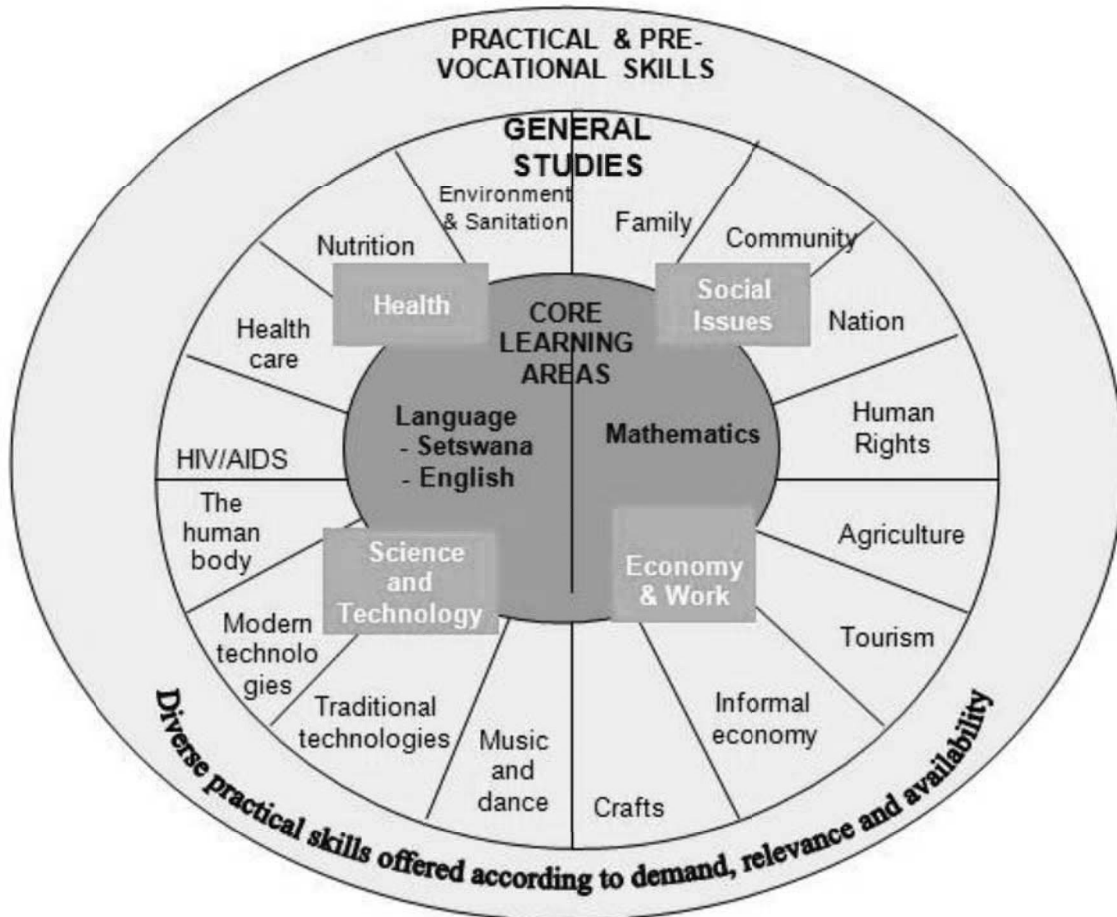 PRACTICAL & PRE-
VOCATIONAL SKILLS
GENERAL
STUDIES
Environment
& Sanitation
Family
Community
Nutrition
Health
Social
Issues
Nation
Health
care
CORE
LEARNING
AREAS
Human
Rights
Language
- Setswana
- English
Mathematics
HIV/AIDS
The
human
body
Agriculture
Science
and
Technology
Economy
& Work
Tourism
Modern
technolo
gies
Traditional
technologies
Music
and
dance
Crafts
Informal
economy
Diverse practical skills offered according to demand, relevance and availability